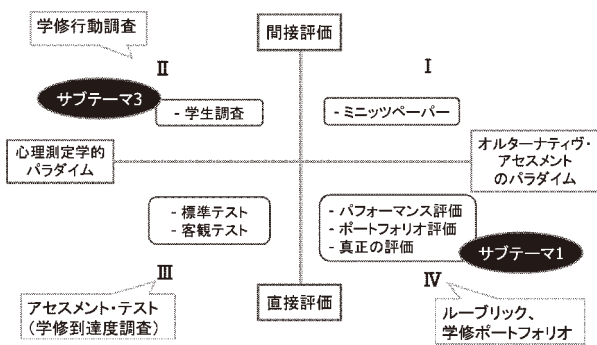 学修行動調査
間接評価
Ⅱ
Ⅰ
サブテーマ3
- 学生調査
- ミニッツペーパー
心理測定学的
パラダイム
オルターナティヴ・
アセスメント
のパラダイム
- 標準テスト
- 客観テスト
- パフォーマンス評価
- ポートフォリオ評価
- 真正の評価
サブテーマ1
Ⅲ
Ⅳ
アセスメント・テスト
（学修到達度調査）
直接評価
ルーブリック、
学修ポートフォリオ